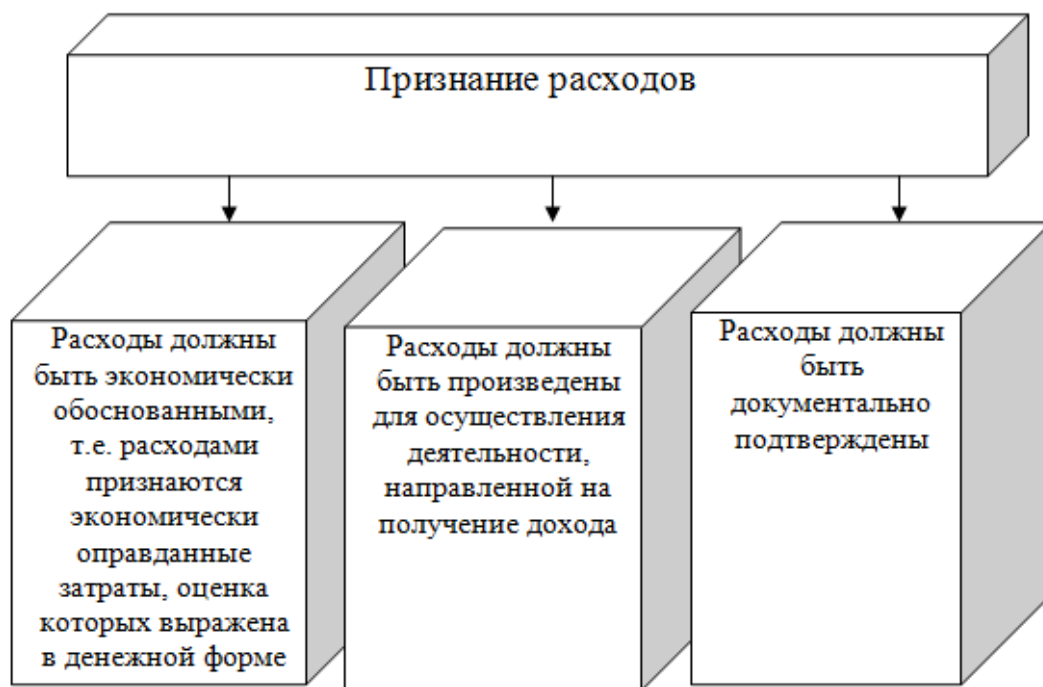 Признание расходов
Расходы должны
быть экономически
обоснованными,
т.е. расходами
признаются
экономически
оправданные
затраты, оценка
которых выражена
в денежной форме
Расходы должны
быть произведены
для осуществления
деятельности,
направленной на
получение дохода
Расходы должны
быть
документально
подтверждены